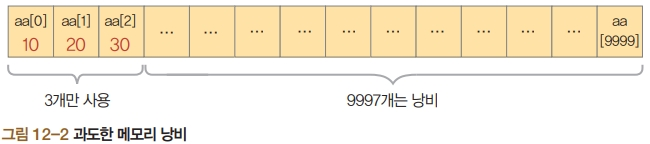 aa[0] aa[1] aa[2] ... ... ... ... ... ... ... ... ... ... aa
10 20 30 [9999]
3개만 사용 9997개는 낭비
그림 12-2 과도한 메모리 낭비